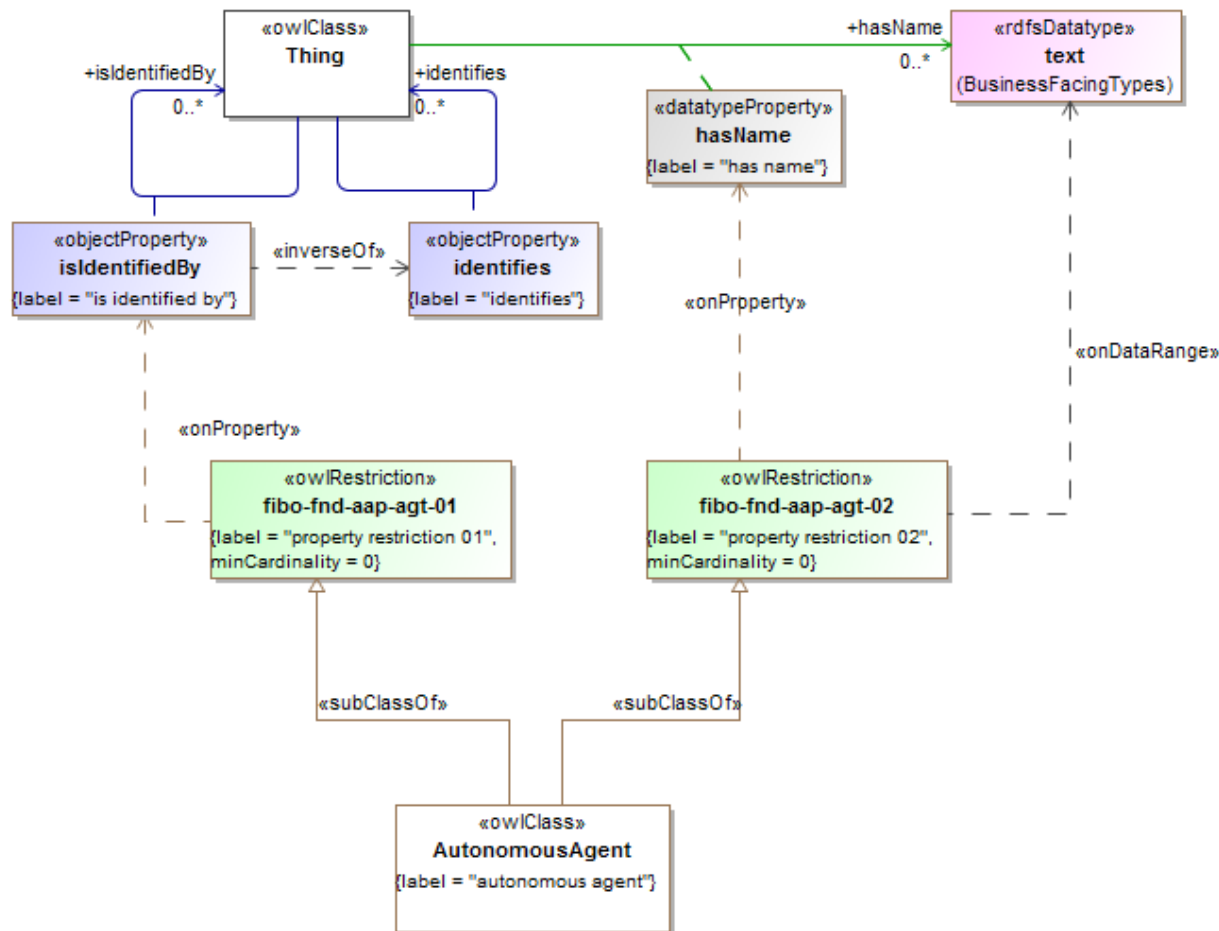 «owlClass»
Thing
+hasName
0..*
«rdfsDatatype»
text
(BusinessFacingTypes)
+isIdentifiedBy
0..*
+identifies
0..*
«datatypeProperty»
hasName
{label = "has name"}
«objectProperty»
isIdentifiedBy
{label = "is identified by"}
«inverseOf»
«objectProperty»
identifies
{label = "identifies"}
«onProperty»
«onDataRange»
«onProperty»
«owlRestriction»
fibo-fnd-aap-agt-01
{label = "property restriction 01",
minCardinality = 0}
«owlRestriction»
fibo-fnd-aap-agt-02
{label = "property restriction 02",
minCardinality = 0}
«subClassOf»
«subClassOf»
«owlClass»
AutonomousAgent
{label = "autonomous agent"}